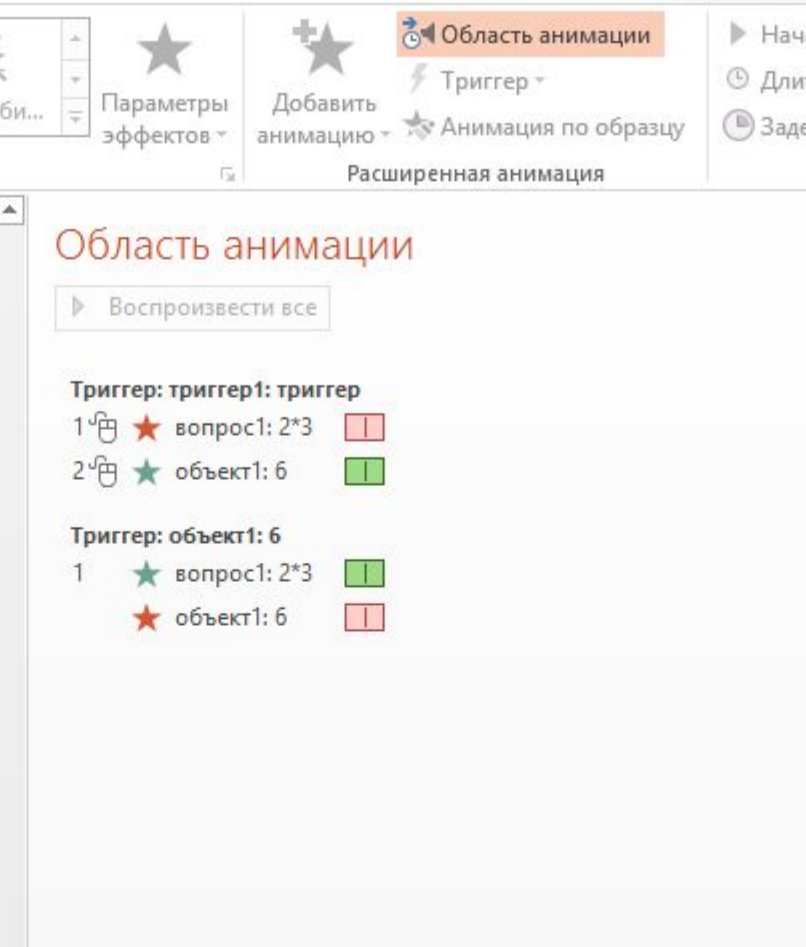 Область анимации
Нач
Триггер
Дли
би...
Параметры
эффектов
Добавить
анимацию
Анимация по образцу
Заде
Расширенная анимация
Область анимации
Воспроизвести все
Триггер: триггер1: триггер
1 вопрос1: 2*3
2 объект1: 6
Триггер: объект1: 6
1 вопрос1: 2*3
объект1: 6